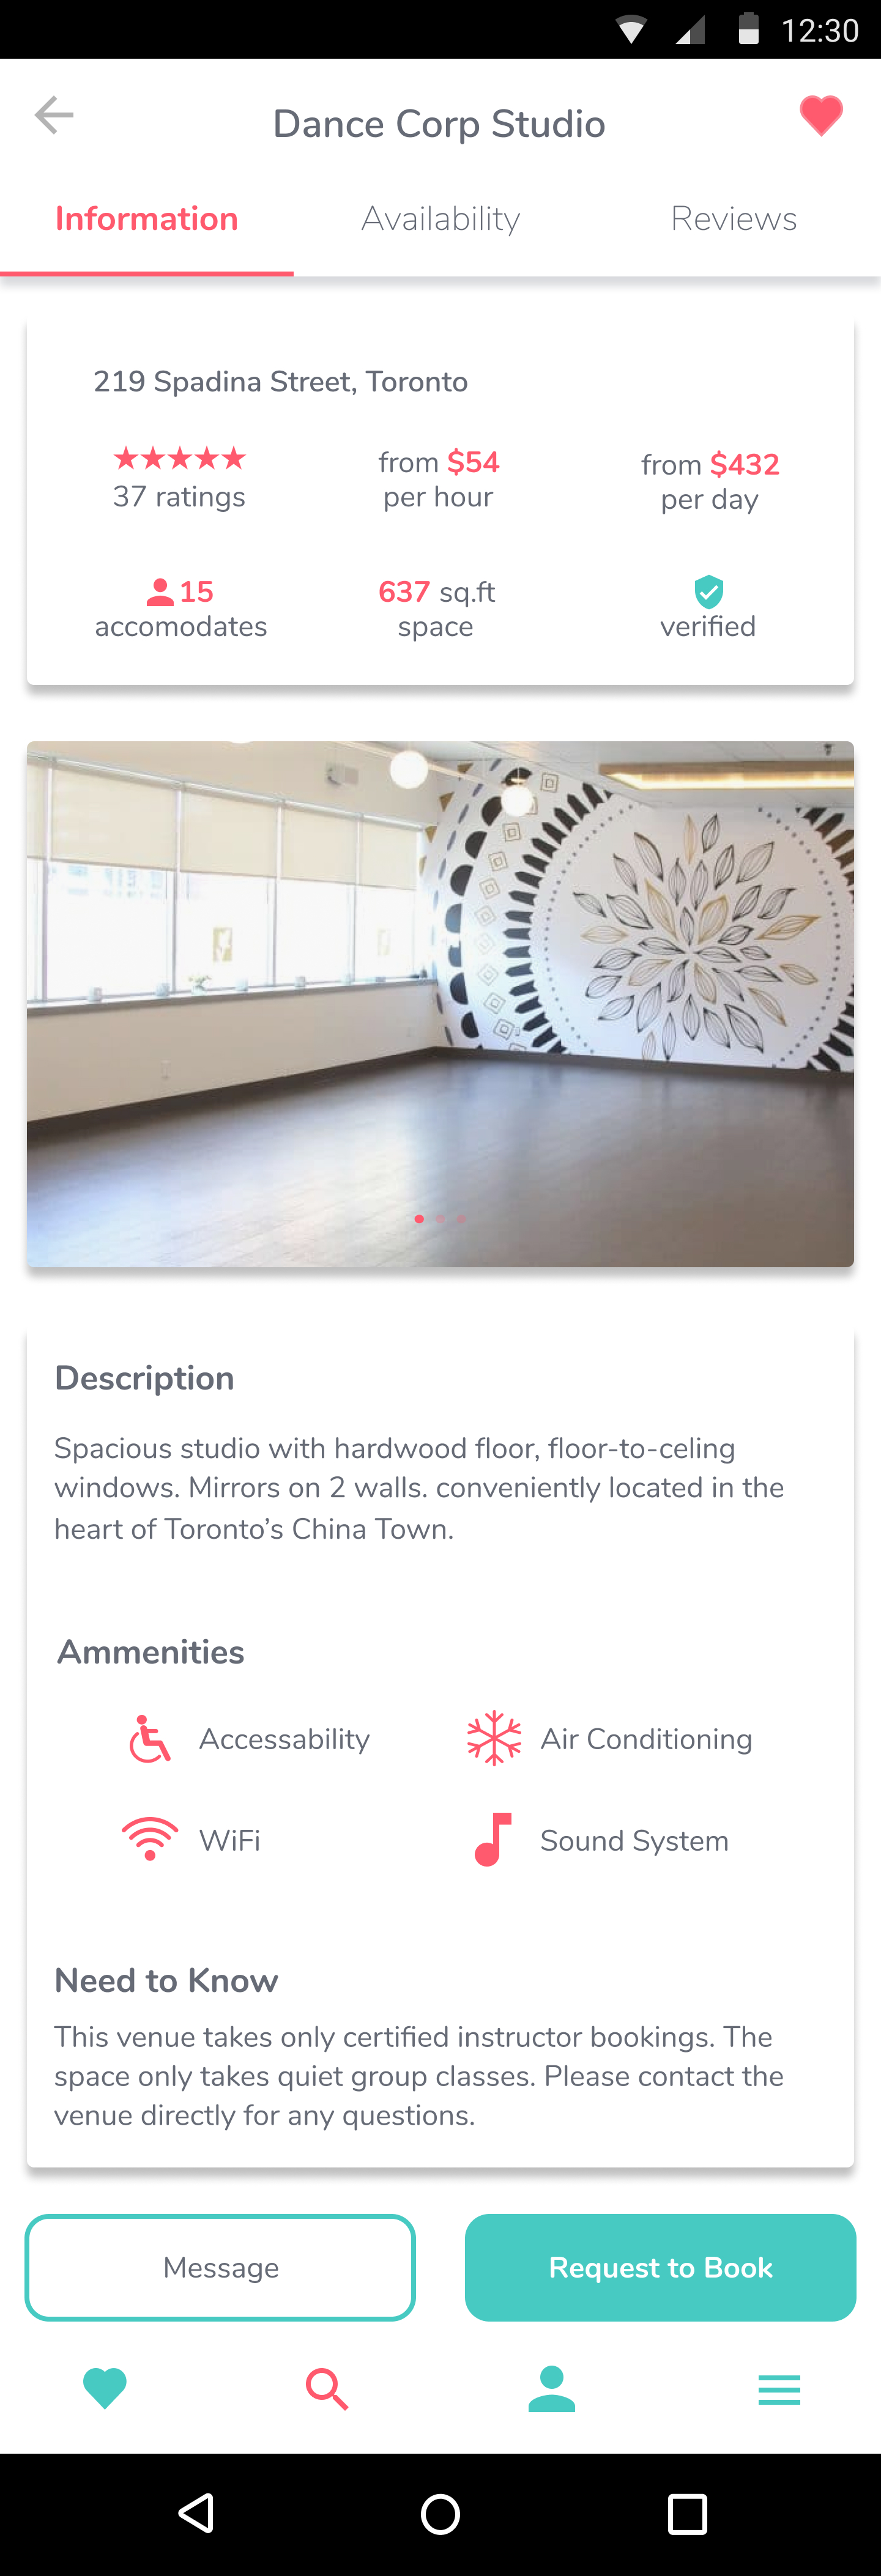 12:30
Dance Corp Studio
Information
Availability
Reviews
219 Spadina Street, Toronto
37 ratings
from $54
per hour
from $432
per day
15
accomodates
637 sq.ft
space
verified
Description
Spacious studio with hardwood floor, floor-to-celing
windows. Mirrors on 2 walls. conveniently located in the
heart of Toronto’s China Town.
Ammenities
Accessability
Air Conditioning
WiFi
Sound System
Need to Know
This venue takes only certified instructor bookings. The
space only takes quiet group classes. Please contact the
venue directly for any questions.
Message
Request to Book